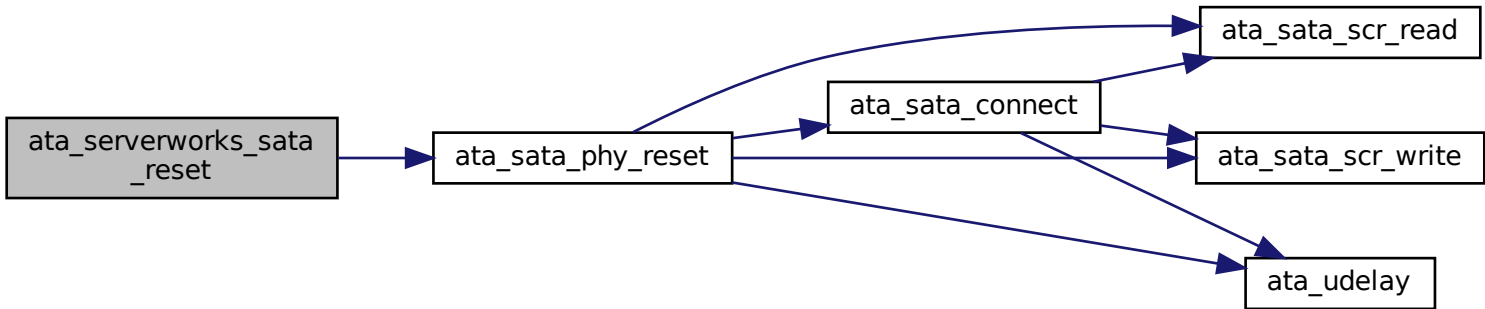 ata_serverworks_sata
_reset
ata_sata_phy_reset
ata_sata_connect
ata_sata_scr_read
ata_sata_scr_write
ata_udelay